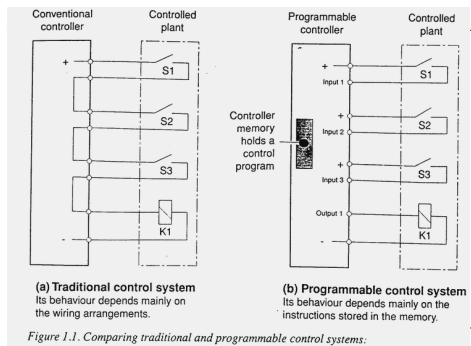 Conventional
controller
Controlled
plant
+
S1
S2
S3
K1
-
(a) Traditional control system
Its behaviour depends mainly on
the wiring arrangements.
Programmable
controller
Controlled
plant
+
Input 1
S1
Controller
memory
holds a
control
program
+
Input 2
S2
+
Input 3
S3
Output 1
K1
-
(b) Programmable control system
Its behaviour depends mainly on the
instructions stored in the memory.
Figure 1.1. Comparing traditional and programmable control systems: